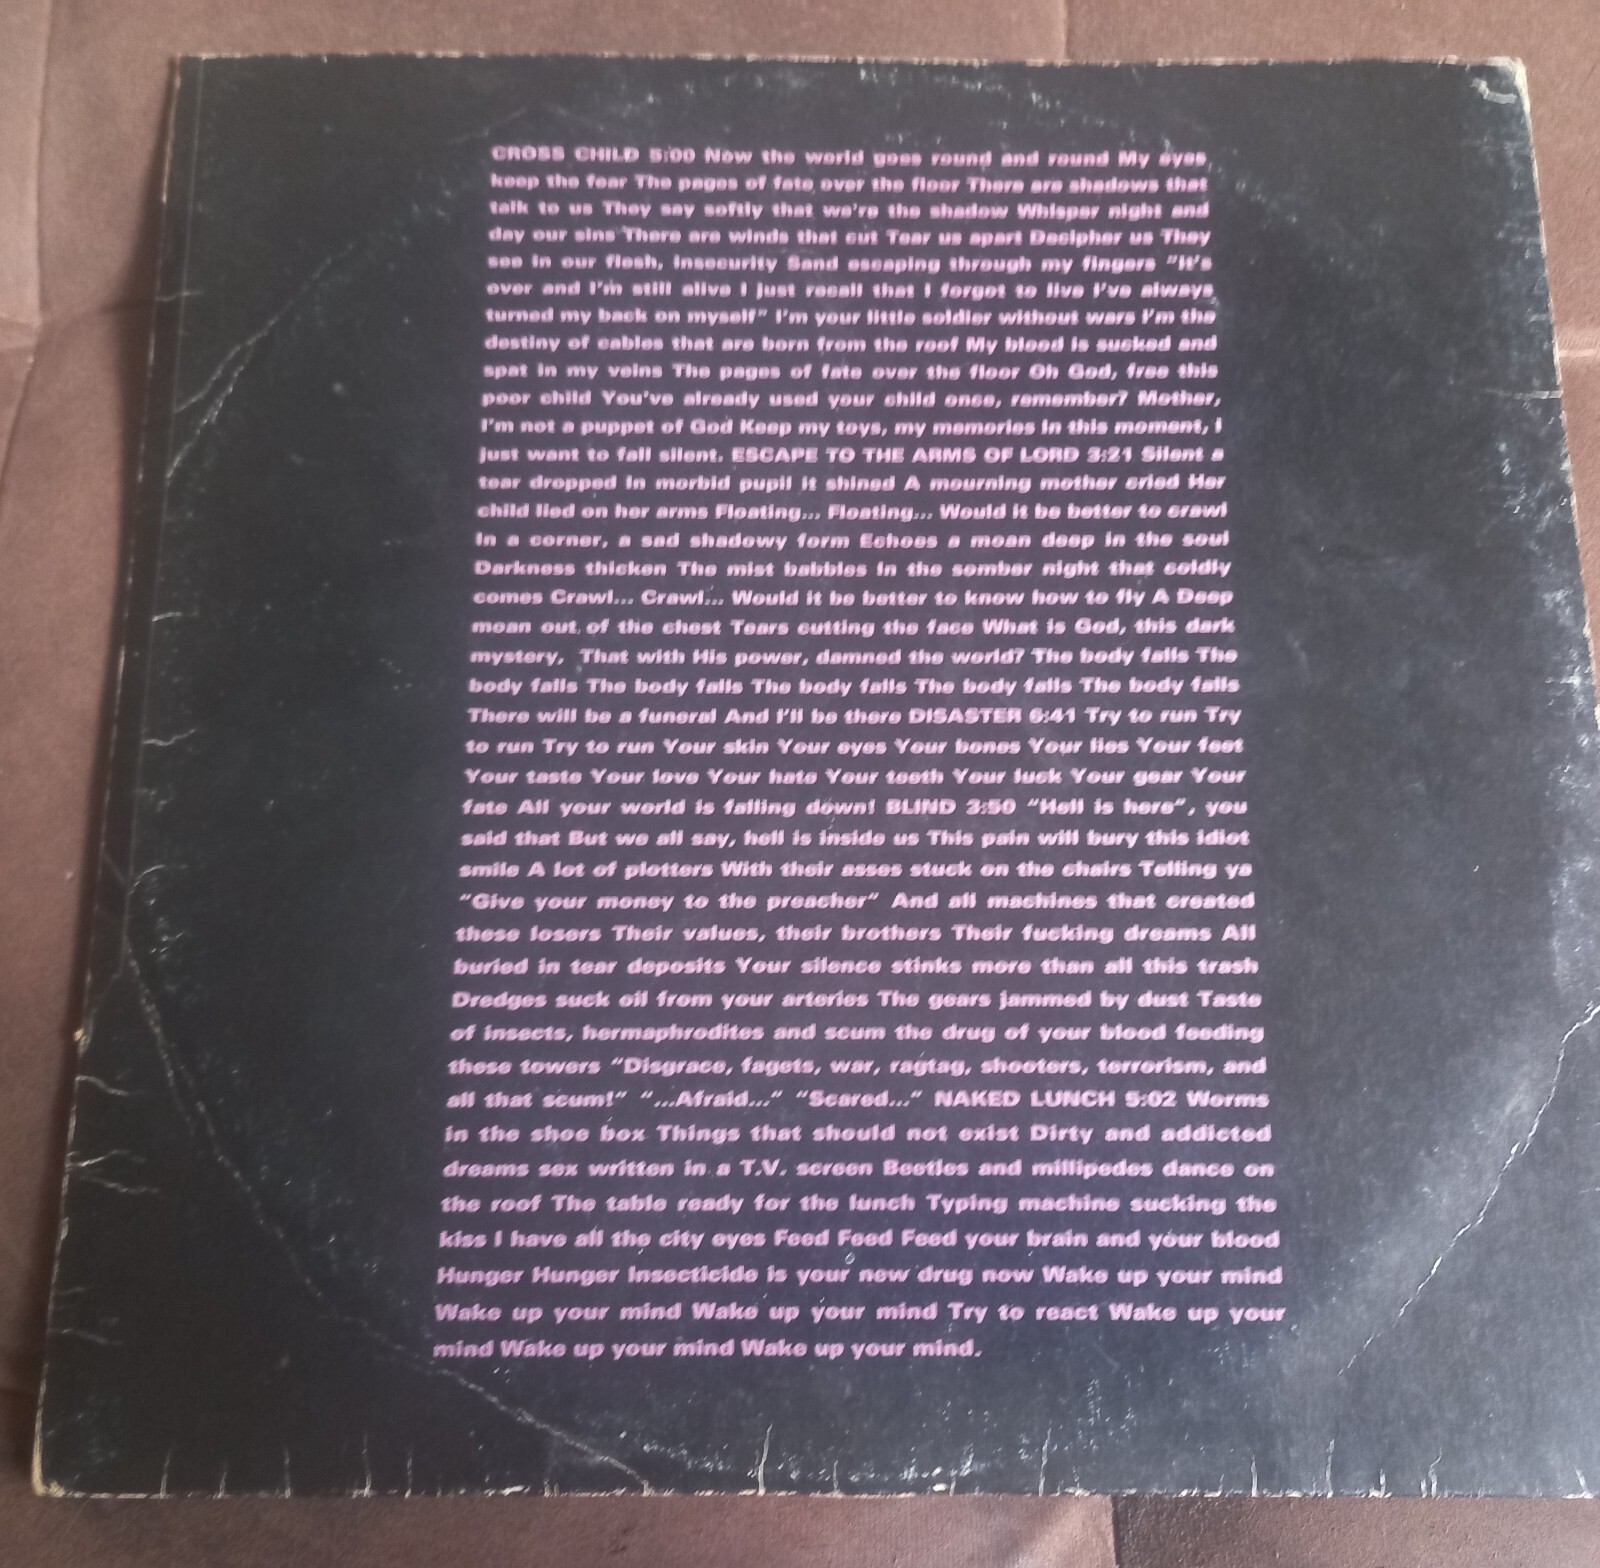 CROSS CHILD 5:00 Now the world goes round and round My eyes
keep the fear The pages of fate over the floor There are shadows that
talk to us They say softly that we're the shadow Whisper night and
day our sins There are winds that cut Tear us apart Decipher us They
see in our flesh, insecurity Sand escaping through my fingers "It's
over and I'm still alive I just recall that I forgot to live I've always
turned my back on myself" I'm your little soldier without wars I'm the
destiny of cables that are born from the roof My blood is sucked and
spat in my veins The pages of fate over the floor Oh God, free this
poor child You've already used your child once, remember? Mother,
I'm not a puppet of God Keep my toys, my memories In this moment, I
just want to fall silent. ESCAPE TO THE ARMS OF LORD 3:21 Silent a
tear dropped In morbid pupil it shined A mourning mother cried Her
child lied on her arms Floating... Floating... Would it be better to crawl
In a corner, a sad shadowy form Echoes a moan deep in the soul
Darkness thicken The mist babbles In the somber night that coldly
comes Crawl... Crawl... Would it be better to know how to fly A Deep
moan out of the chest Tears cutting the face What is God, this dark
mystery, That with His power, damned the world? The body falls The
body falls The body falls The body falls The body falls The body falls
There will be a funeral And I'll be there DISASTER 6:41 Try to run Try
to run Try to run Your skin Your eyes Your bones Your lies Your feet
Your taste Your love Your hate Your teeth Your luck Your gear Your
fate All your world is falling down! BLIND 3:50 "Hell is here", you
said that But we all say, hell is inside us This pain will bury this idiot
smile A lot of plotters With their asses stuck on the chairs Telling ya
"Give your money to the preacher" And all machines that created
these losers Their values, their brothers Their fucking dreams All
buried in tear deposits Your silence stinks more than all this trash
Dredges suck oil from your arteries The gears jammed by dust Taste
of insects, hermaphrodites and scum the drug of your blood feeding
these towers "Disgrace, fagets, war, ragtag, shooters, terrorism, and
all that scum!" "...Afraid..." "Scared..." NAKED LUNCH 5:02 Worms
in the shoe box Things that should not exist Dirty and addicted
dreams sex written in a T.V. screen Beetles and millipedes dance on
the roof The table ready for the lunch Typing machine sucking the
kiss I have all the city eyes Feed Feed Feed your brain and your blood
Hunger Hunger Insecticide is your new drug now Wake up your mind
Wake up your mind Wake up your mind Try to react Wake up your
mind Wake up your mind Wake up your mind.